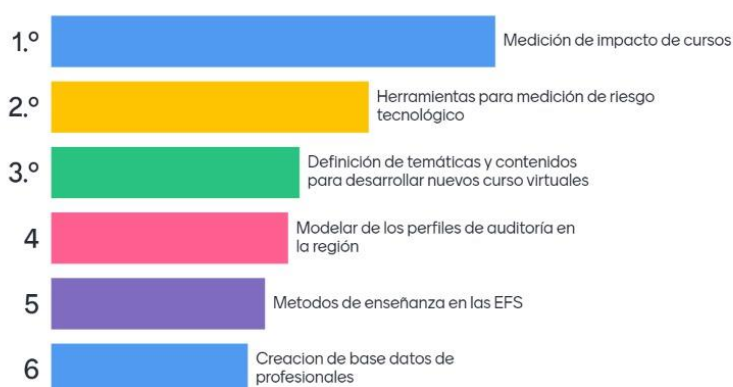 1.º
Medición de impacto de cursos
2.º
Herramientas para medición de riesgo
tecnológico
3.º
Definición de temáticas y contenidos
para desarrollar nuevos curso virtuales
4
Modelar de los perfiles de auditoría en
la región
5
Metodos de enseñanza en las EFS
6
Creacion de base datos de
profesionales